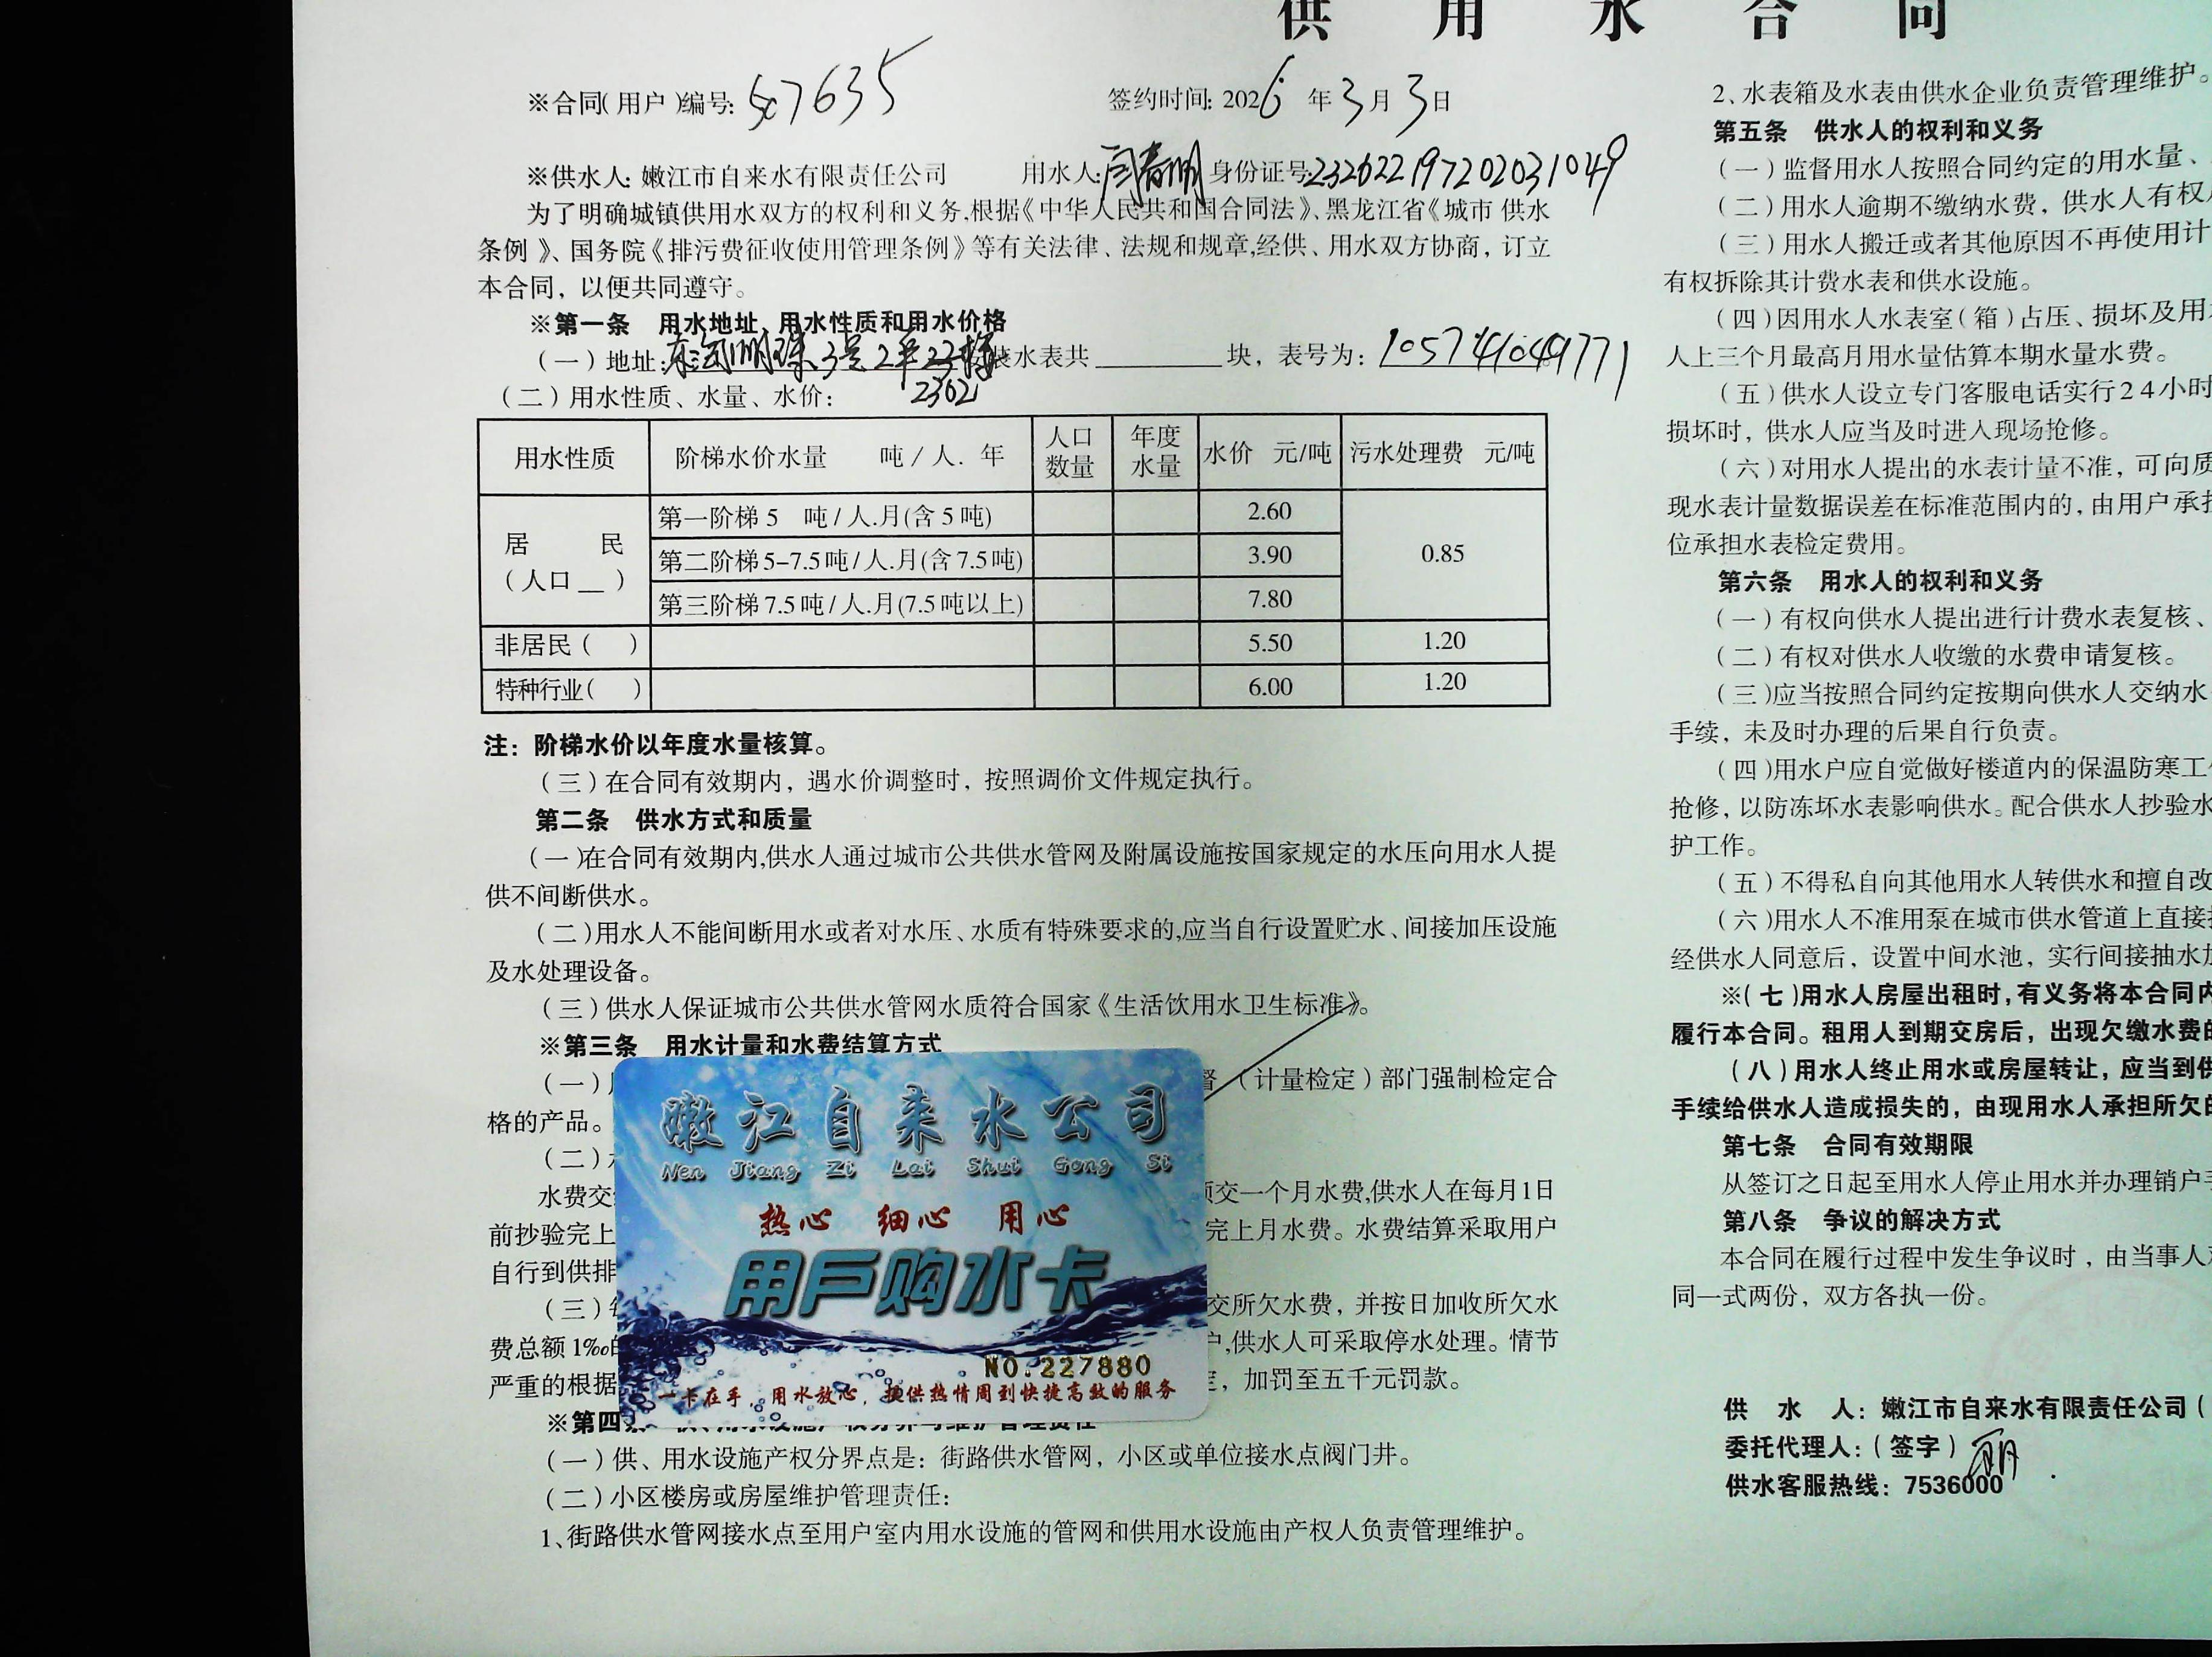 供 用 水 合 同
※合同(用户)编号: 507635 签约时间: 2026年3月3日
※供水人: 嫩江市自来水有限责任公司 用水人: 闫春明 身份证号: 232622197202031049
为了明确城镇供用水双方的权利和义务,根据《中华人民共和国合同法》、黑龙江省《城市 供水
条例》、国务院《排污费征收使用管理条例》等有关法律、法规和规章,经供、用水双方协商，订立
本合同，以便共同遵守。
※第一条 用水地址、用水性质和用水价格
(一)地址: 明珠3号2 装水表共____块，表号为: 105741049771
2302
(二)用水性质、水量、水价:
用水性质 阶梯水价水量 吨/人. 年 人口数量 年度水量 水价 元/吨 污水处理费 元/吨
居 民 (人口__) 第一阶梯5 吨/人.月(含5吨) 2.60 0.85
第二阶梯5-7.5吨/人.月(含7.5吨) 3.90
第三阶梯7.5吨/人.月(7.5吨以上) 7.80
非居民( ) 5.50 1.20
特种行业( ) 6.00 1.20
注: 阶梯水价以年度水量核算。
(三)在合同有效期内，遇水价调整时，按照调价文件规定执行。
第二条 供水方式和质量
(一)在合同有效期内,供水人通过城市公共供水管网及附属设施按国家规定的水压向用水人提
供不间断供水。
(二)用水人不能间断用水或者对水压、水质有特殊要求的,应当自行设置贮水、间接加压设施
及水处理设备。
(三)供水人保证城市公共供水管网水质符合国家《生活饮用水卫生标准》。
※第三条 用水计量和水费结算方式
(一) (计量检定)部门强制检定合
格的产品。
(二)
水费交 交一个月水费,供水人在每月1日
前抄验完上 完上月水费。水费结算采取用户
自行到供排
(三) 交所欠水费，并按日加收所欠水
费总额1‰ ,供水人可采取停水处理。情节
严重的根据 ，加罚至五千元罚款。
嫩江自来水公司
Nen Jiang Zi Lai Shui Gong Si
热心 细心 用心
用戶购水卡
NO.227880
一卡在手，用水放心，提供热情周到快捷高效的服务
※第四
(一)供、用水设施产权分界点是: 街路供水管网，小区或单位接水点阀门井。
(二)小区楼房或房屋维护管理责任:
1、街路供水管网接水点至用户室内用水设施的管网和供用水设施由产权人负责管理维护。
2、水表箱及水表由供水企业负责管理维护。
第五条 供水人的权利和义务
(一)监督用水人按照合同约定的用水量、
(二)用水人逾期不缴纳水费，供水人有权
(三)用水人搬迁或者其他原因不再使用计
有权拆除其计费水表和供水设施。
(四)因用水人水表室(箱)占压、损坏及用
人上三个月最高月用水量估算本期水量水费。
(五)供水人设立专门客服电话实行24小时
损坏时，供水人应当及时进入现场抢修。
(六)对用水人提出的水表计量不准，可向质
现水表计量数据误差在标准范围内的,由用户承担
位承担水表检定费用。
第六条 用水人的权利和义务
(一)有权向供水人提出进行计费水表复核、
(二)有权对供水人收缴的水费申请复核。
(三)应当按照合同约定按期向供水人交纳水
手续，未及时办理的后果自行负责。
(四)用水户应自觉做好楼道内的保温防寒工
抢修,以防冻坏水表影响供水。配合供水人抄验水
护工作。
(五)不得私自向其他用水人转供水和擅自改
(六)用水人不准用泵在城市供水管道上直接
经供水人同意后，设置中间水池，实行间接抽水
※(七)用水人房屋出租时,有义务将本合同内
履行本合同。租用人到期交房后，出现欠缴水费的
(八)用水人终止用水或房屋转让，应当到供
手续给供水人造成损失的，由现用水人承担所欠的
第七条 合同有效期限
从签订之日起至用水人停止用水并办理销户手
第八条 争议的解决方式
本合同在履行过程中发生争议时，由当事人
同一式两份，双方各执一份。
供 水 人: 嫩江市自来水有限责任公司(
委托代理人:(签字) 丽
供水客服热线: 7536000